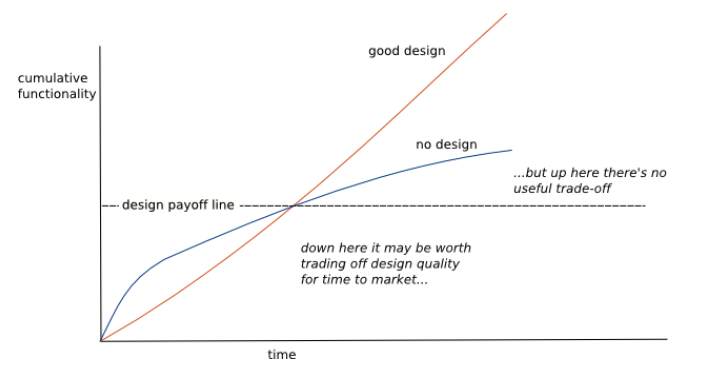 good design
cumulative
functionality
no design
...but up here there's no
useful trade-off
design payoff line
down here it may be worth
trading off design quality
for time to market...
time